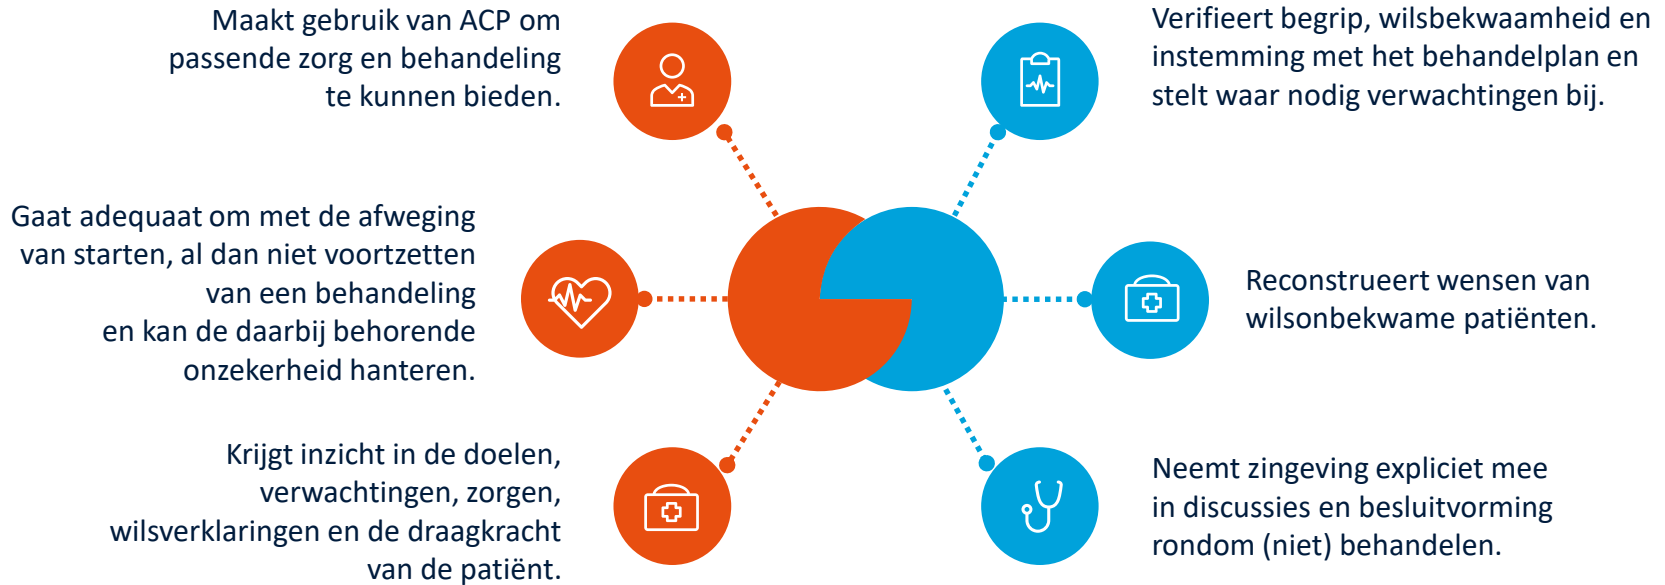 Maakt gebruik van ACP om
passende zorg en behandeling
te kunnen bieden.
Gaat adequaat om met de afweging
van starten, al dan niet voortzetten
van een behandeling
en kan de daarbij behorende
onzekerheid hanteren.
Krijgt inzicht in de doelen,
verwachtingen, zorgen,
wilsverklaringen en de draagkracht
van de patiënt.
Verifieert begrip, wilsbekwaamheid en
instemming met het behandelplan en
stelt waar nodig verwachtingen bij.
Reconstrueert wensen van
wilsonbekwame patiënten.
Neemt zingeving expliciet mee
in discussies en besluitvorming
rondom (niet) behandelen.